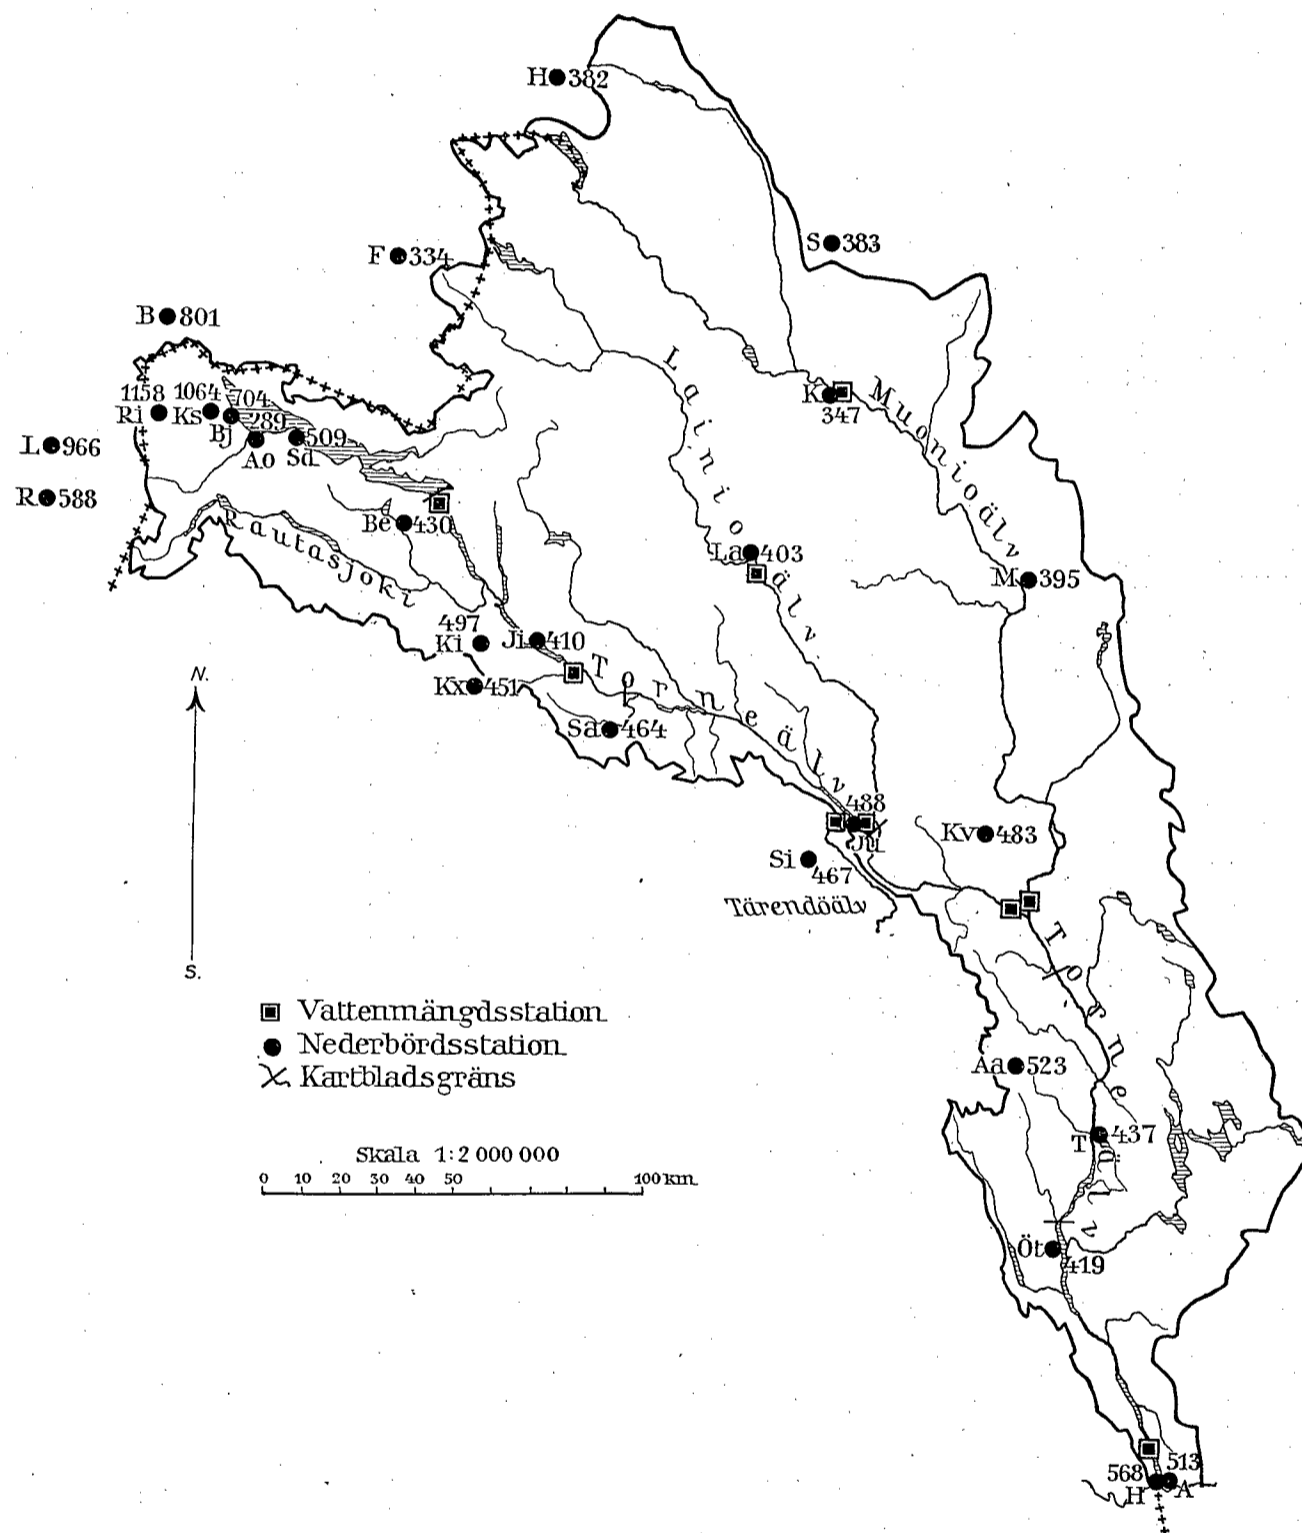 H 382
S 383
F 334
B 801
1158 1064 704
Ri Ks Bj 289 509
Ao Sd
L 966
R 588
Lainioälv
K
347
Muonioälv
Be 430
Rautasjoki
La 403
M 395
497
Ki Ji 410
Kx 451
Torneälv
Sa 464
488
Ju
Kv 483
Si
467
Tärendöälv
N.
S.
Vattenmängdsstation
Nederbördsstation
Kartbladsgräns
Torneälv
Aa 523
T 437
Skala 1:2 000 000
0 10 20 30 40 50 100 km
Öt
419
568 513
H A